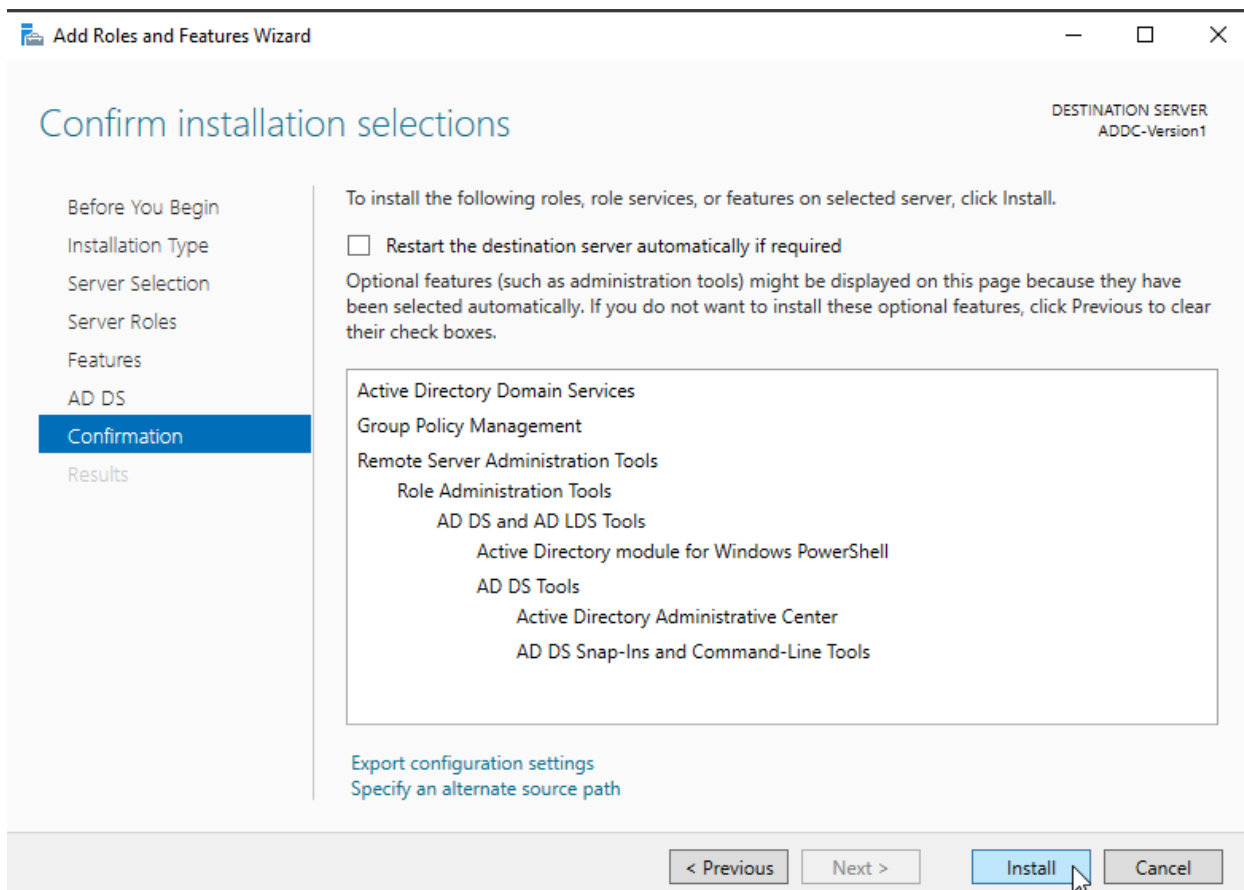 Add Roles and Features Wizard
Confirm installation selections
DESTINATION SERVER
ADDC-Version1
Before You Begin
Installation Type
Server Selection
Server Roles
Features
AD DS
Confirmation
Results
To install the following roles, role services, or features on selected server, click Install.
Restart the destination server automatically if required
Optional features (such as administration tools) might be displayed on this page because they have
been selected automatically. If you do not want to install these optional features, click Previous to clear
their check boxes.
Active Directory Domain Services
Group Policy Management
Remote Server Administration Tools
Role Administration Tools
AD DS and AD LDS Tools
Active Directory module for Windows PowerShell
AD DS Tools
Active Directory Administrative Center
AD DS Snap-Ins and Command-Line Tools
Export configuration settings
Specify an alternate source path
< Previous
Next >
Install
Cancel